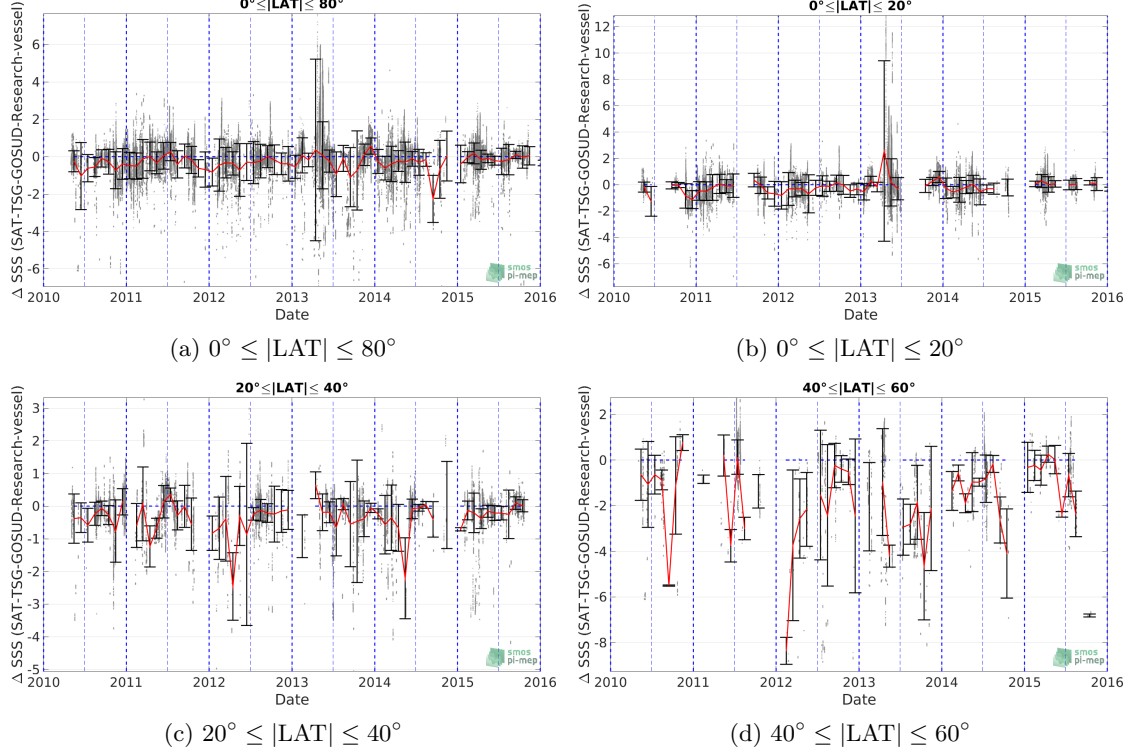 0°≤|LAT|≤ 80°
Δ SSS (SAT-TSG-GOSUD-Research-vessel)
6
4
2
0
-2
-4
-6
2010 2011 2012 2013 2014 2015 2016
Date
smos
pi-mep
(a) 0° ≤ |LAT| ≤ 80°
0°≤|LAT|≤ 20°
Δ SSS (SAT-TSG-GOSUD-Research-vessel)
12
10
8
6
4
2
0
-2
-4
-6
2010 2011 2012 2013 2014 2015 2016
Date
smos
pi-mep
(b) 0° ≤ |LAT| ≤ 20°
20°≤|LAT|≤ 40°
Δ SSS (SAT-TSG-GOSUD-Research-vessel)
3
2
1
0
-1
-2
-3
-4
-5
2010 2011 2012 2013 2014 2015 2016
Date
smos
pi-mep
(c) 20° ≤ |LAT| ≤ 40°
40°≤|LAT|≤ 60°
Δ SSS (SAT-TSG-GOSUD-Research-vessel)
2
0
-2
-4
-6
-8
2010 2011 2012 2013 2014 2015 2016
Date
smos
pi-mep
(d) 40° ≤ |LAT| ≤ 60°